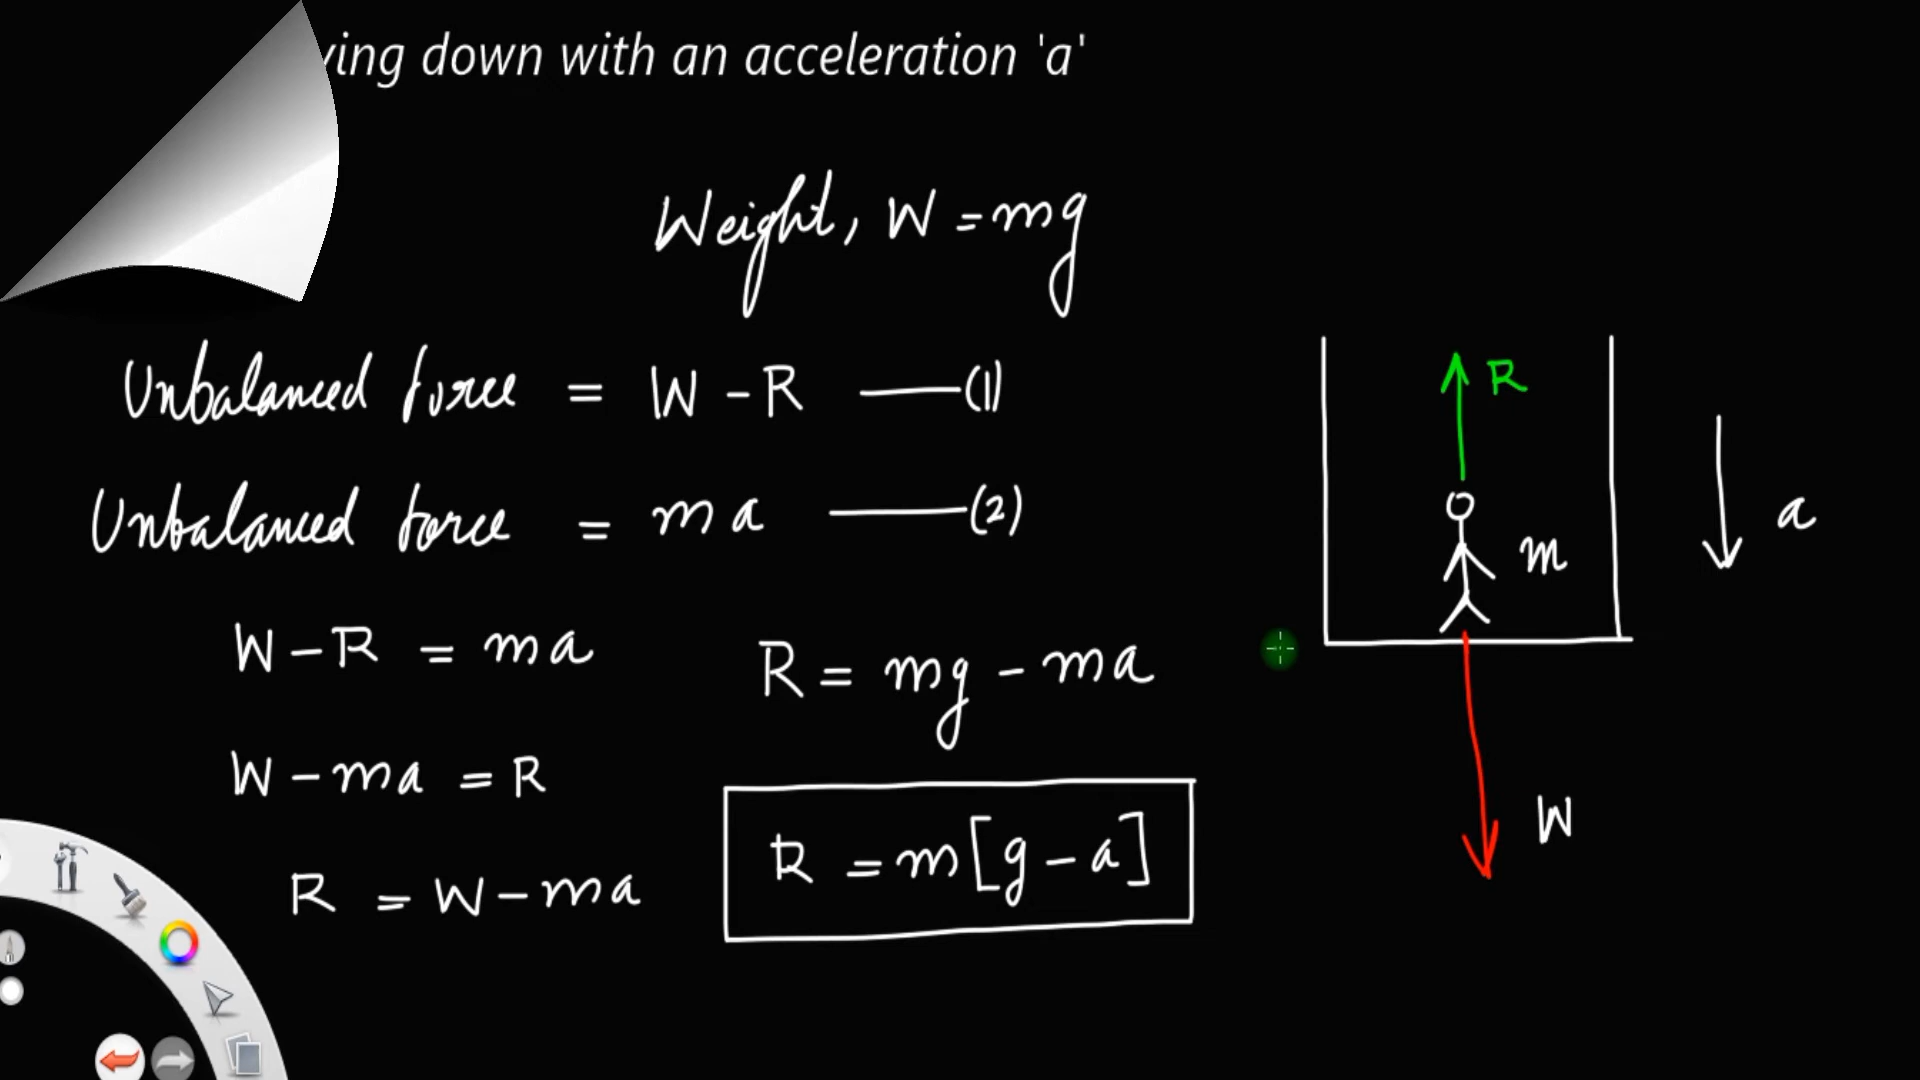 ving down with an acceleration 'a'
Weight, W = mg
Unbalanced force = W - R —(1)
Unbalanced force = ma —(2)
W - R = ma
W - ma = R
R = W - ma
R = mg - ma
R = m[g - a]
R
m
a
W